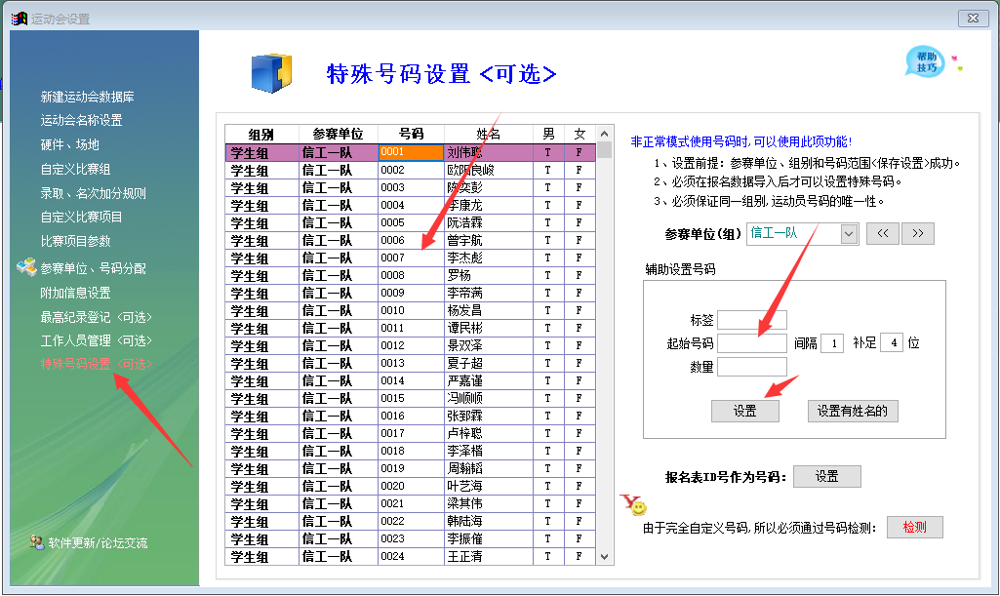 运动会设置
新建运动会数据库
运动会名称设置
硬件、场地
自定义比赛组
录取、名次加分规则
自定义比赛项目
比赛项目参数
参赛单位、号码分配
附加信息设置
最高纪录登记 <可选>
工作人员管理 <可选>
特殊号码设置 <可选>
软件更新/论坛交流
特殊号码设置 <可选>
帮助
技巧
组别 参赛单位 号码 姓名 男 女
学生组 信工一队 0001 刘伟聪 T F
学生组 信工一队 0002 欧阳良峻 T F
学生组 信工一队 0003 陈奕彭 T F
学生组 信工一队 0004 李康龙 T F
学生组 信工一队 0005 阮洁霖 T F
学生组 信工一队 0006 曾宇航 T F
学生组 信工一队 0007 李杰彪 T F
学生组 信工一队 0008 罗杨 T F
学生组 信工一队 0009 李帝满 T F
学生组 信工一队 0010 杨发昌 T F
学生组 信工一队 0011 谭民彬 T F
学生组 信工一队 0012 景双泽 T F
学生组 信工一队 0013 夏子超 T F
学生组 信工一队 0014 严嘉谨 T F
学生组 信工一队 0015 冯顺顺 T F
学生组 信工一队 0016 张郅霖 T F
学生组 信工一队 0017 卢梓聪 T F
学生组 信工一队 0018 李泽楷 T F
学生组 信工一队 0019 周瀚韬 T F
学生组 信工一队 0020 叶艺海 T F
学生组 信工一队 0021 梁其伟 T F
学生组 信工一队 0022 韩陆海 T F
学生组 信工一队 0023 李振催 T F
学生组 信工一队 0024 王正清 T F
非正常模式使用号码时,可以使用此项功能!
1、设置前提：参赛单位、组别和号码范围<保存设置>成功。
2、必须在报名数据导入后才可以设置特殊号码。
3、必须保证同一组别,运动员号码的唯一性。
参赛单位(组) 信工一队 << >>
辅助设置号码
标签
起始号码 间隔 1 补足 4 位
数量
设置 设置有姓名的
报名表ID号作为号码： 设置
由于完全自定义号码,所以必须通过号码检测： 检测